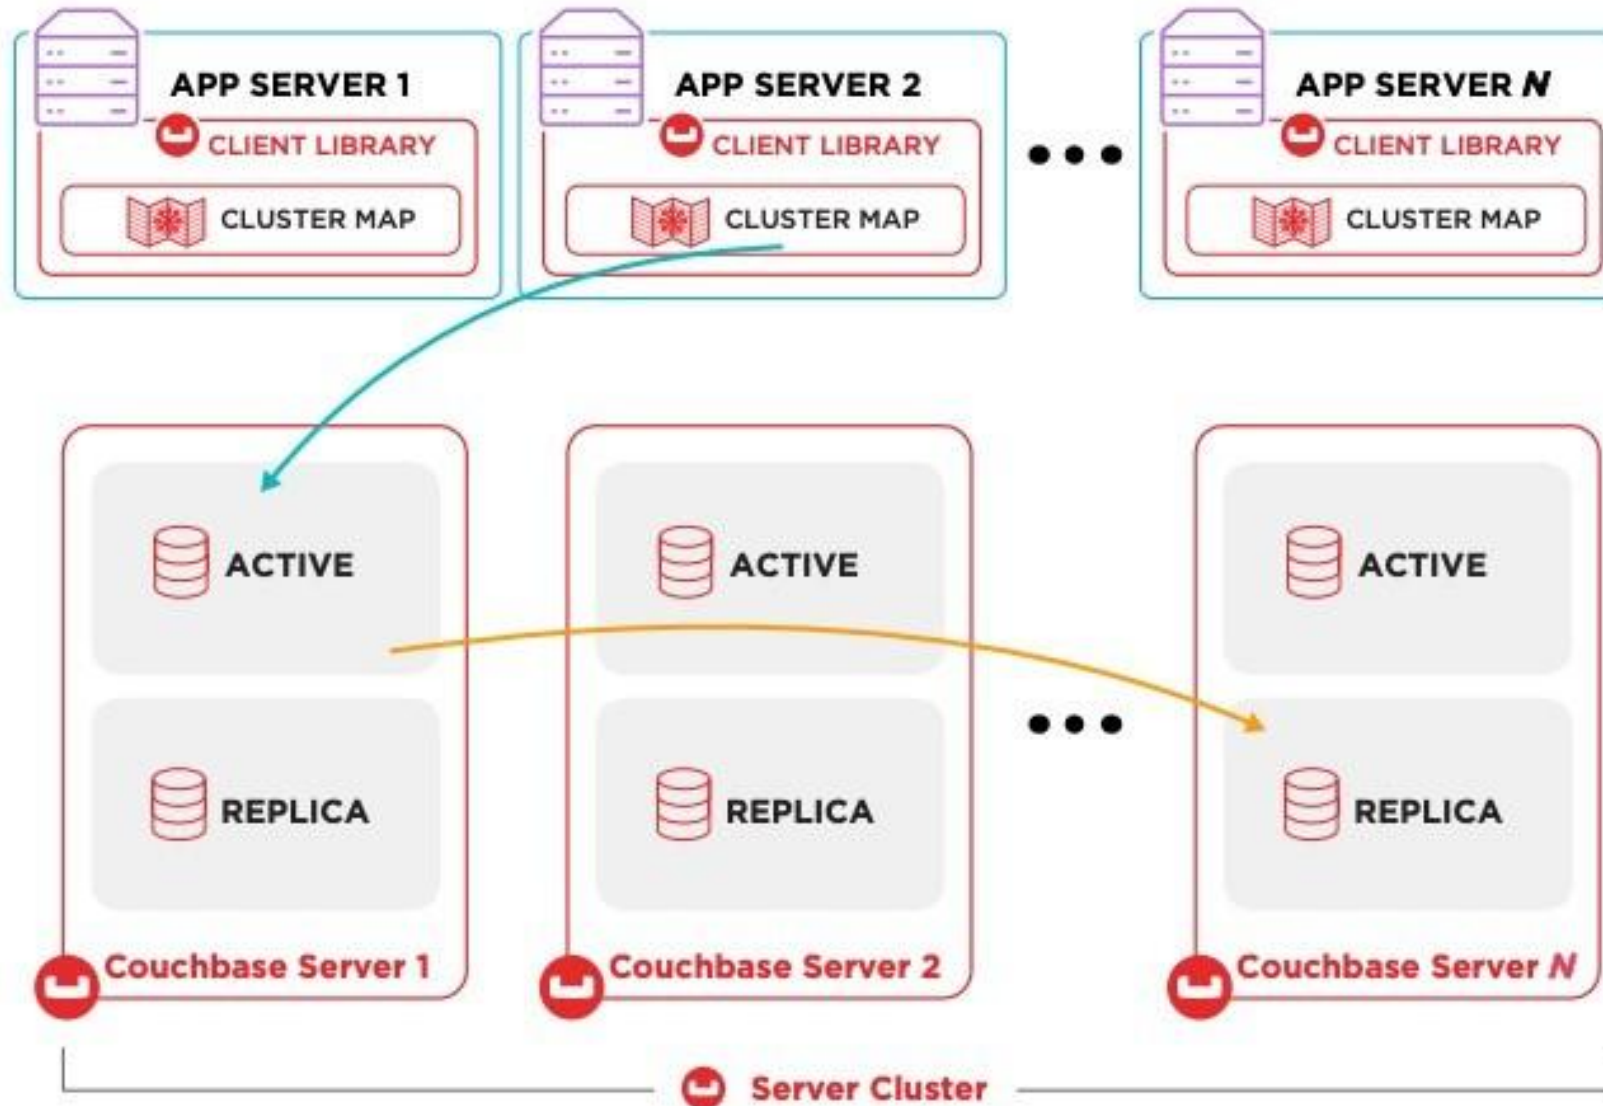 APP SERVER 1
CLIENT LIBRARY
CLUSTER MAP
APP SERVER 2
CLIENT LIBRARY
CLUSTER MAP
APP SERVER N
CLIENT LIBRARY
CLUSTER MAP
ACTIVE
REPLICA
Couchbase Server 1
ACTIVE
REPLICA
Couchbase Server 2
ACTIVE
REPLICA
Couchbase Server N
Server Cluster